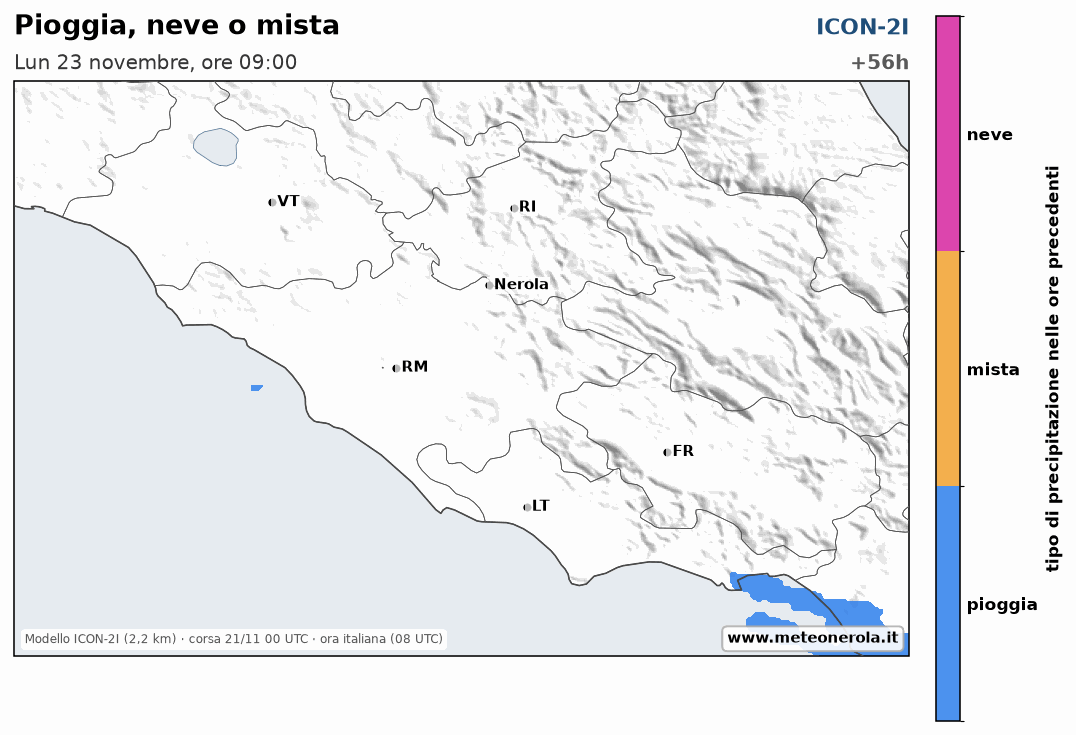 Pioggia, neve o mista
ICON-2I
Lun 23 novembre, ore 09:00
+56h
neve
VT
RI
Nerola
mista
RM
FR
LT
pioggia
tipo di precipitazione nelle ore precedenti
Modello ICON-2I (2,2 km) · corsa 21/11 00 UTC · ora italiana (08 UTC)
www.meteonerola.it